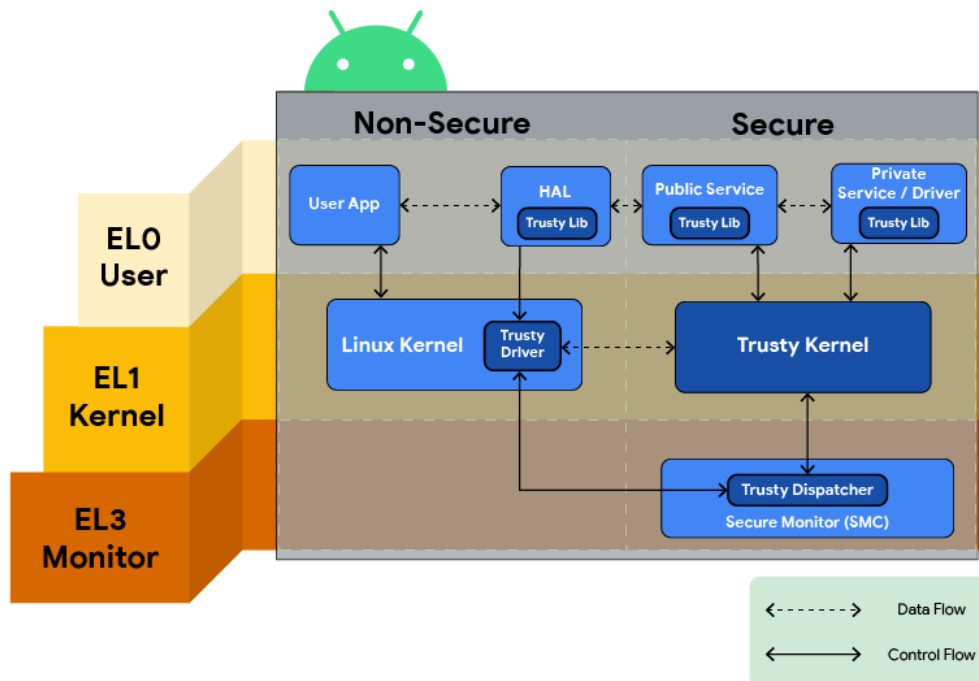 Non-Secure
Secure
EL0
User
User App
HAL
Trusty Lib
Public Service
Trusty Lib
Private
Service / Driver
Trusty Lib
EL1
Kernel
Linux Kernel
Trusty
Driver
Trusty Kernel
EL3
Monitor
Trusty Dispatcher
Secure Monitor (SMC)
Data Flow
Control Flow